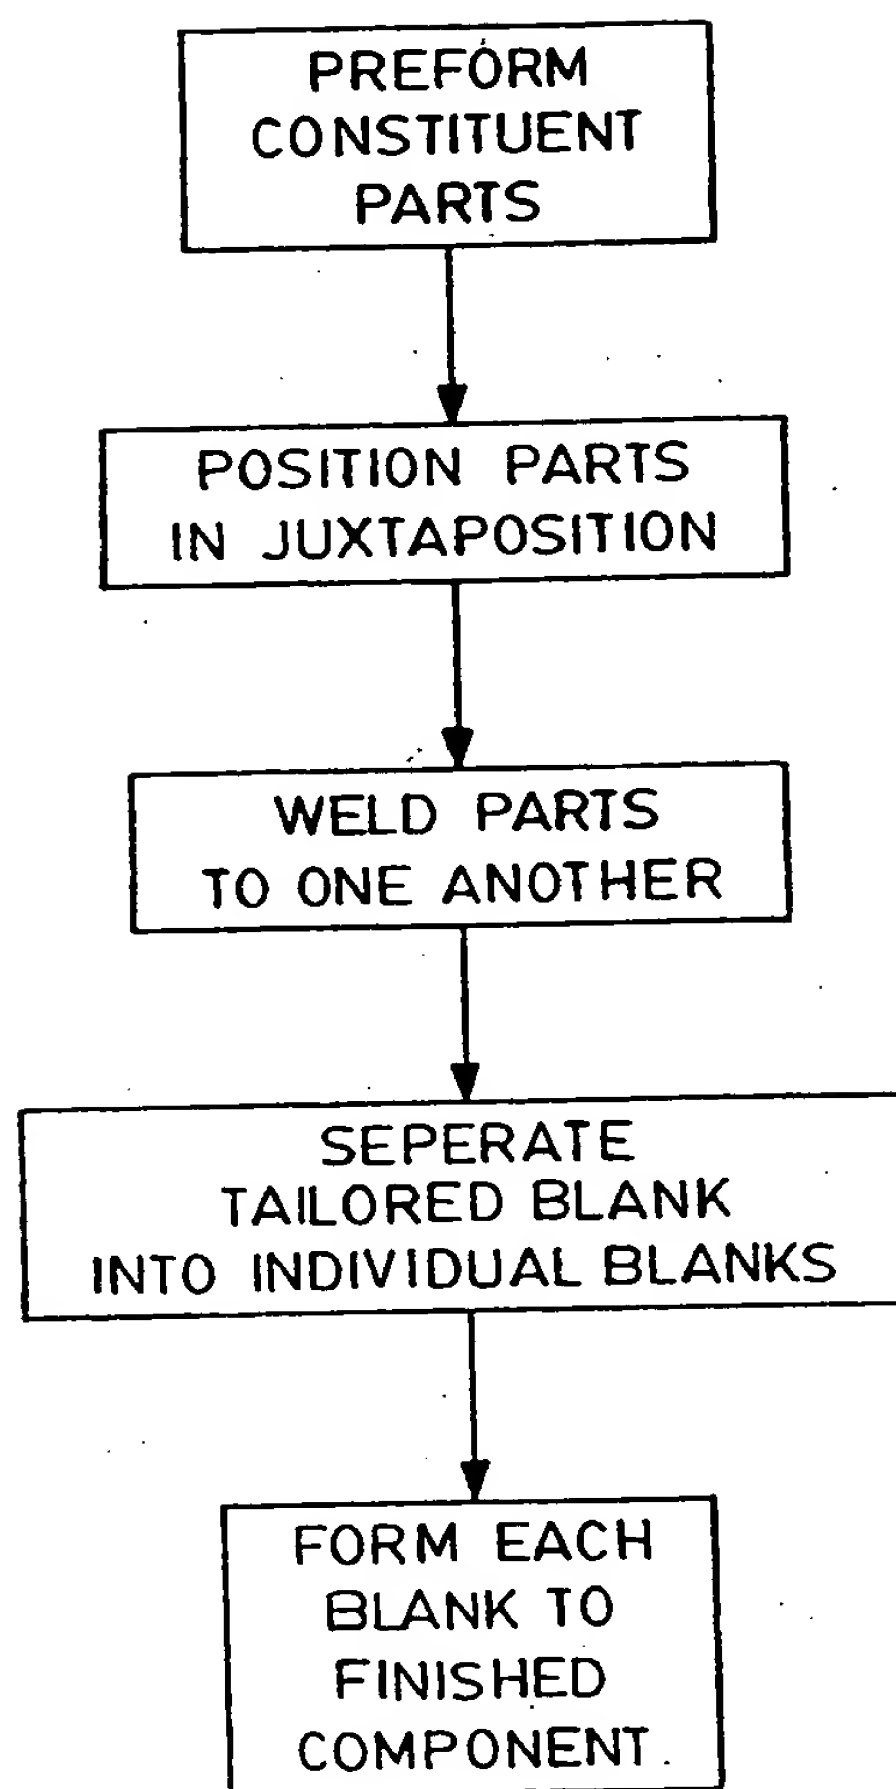 PREFORM
CONSTITUENT
PARTS
POSITION PARTS
IN JUXTAPOSITION
WELD PARTS
TO ONE ANOTHER
SEPERATE
TAILORED BLANK
INTO INDIVIDUAL BLANKS
FORM EACH
BLANK TO
FINISHED
COMPONENT